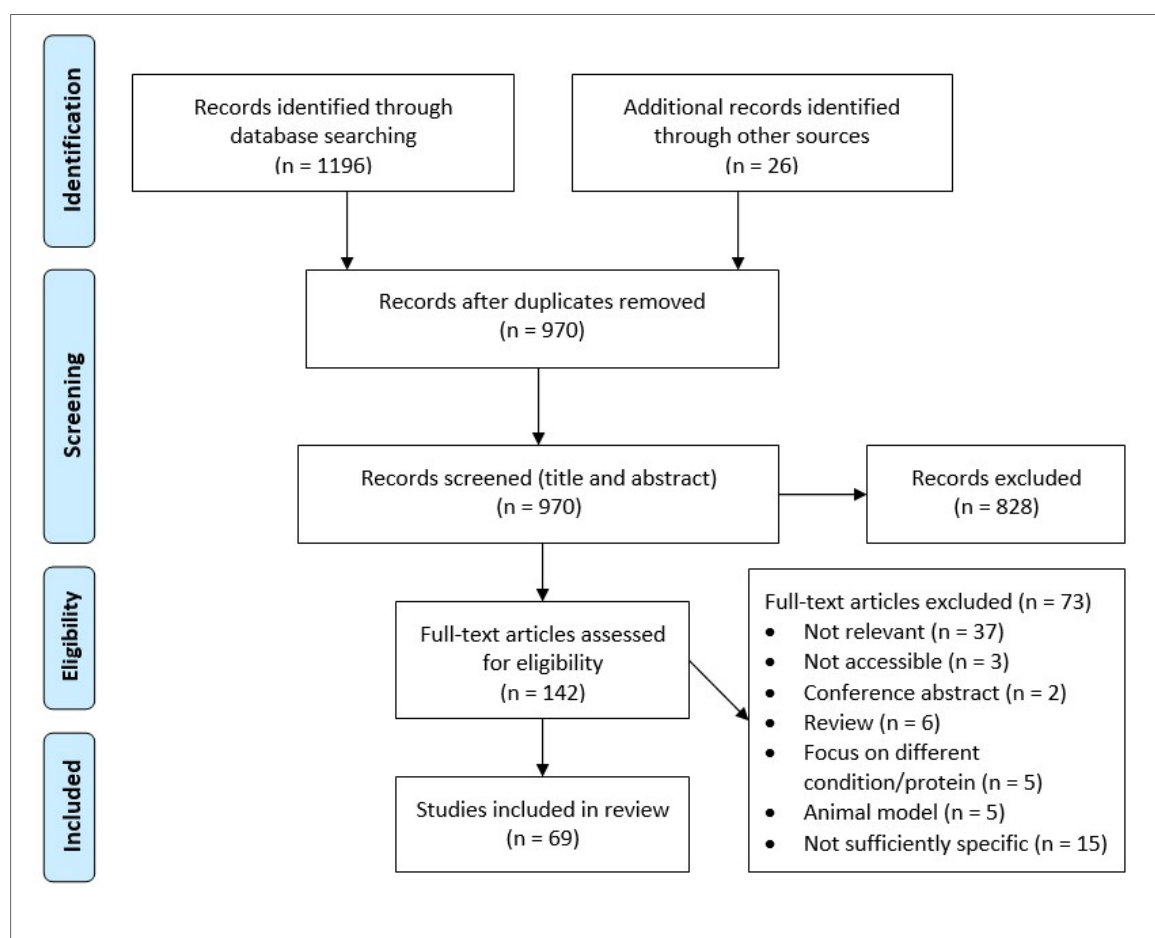 Identification
Records identified through
database searching
(n = 1196)
Additional records identified
through other sources
(n = 26)
Screening
Records after duplicates removed
(n = 970)
Records screened (title and abstract)
(n = 970)
Records excluded
(n = 828)
Eligibility
Full-text articles assessed
for eligibility
(n = 142)
Full-text articles excluded (n = 73)
• Not relevant (n = 37)
• Not accessible (n = 3)
• Conference abstract (n = 2)
• Review (n = 6)
• Focus on different
condition/protein (n = 5)
• Animal model (n = 5)
• Not sufficiently specific (n = 15)
Included
Studies included in review
(n = 69)